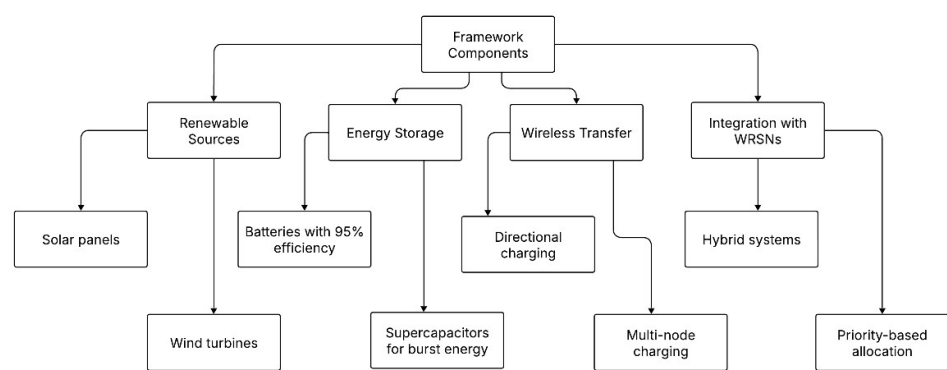 Framework
Components
Renewable
Sources
Energy Storage
Wireless Transfer
Integration with
WRSNs
Solar panels
Batteries with 95%
efficiency
Directional
charging
Hybrid systems
Wind turbines
Supercapacitors
for burst energy
Multi-node
charging
Priority-based
allocation